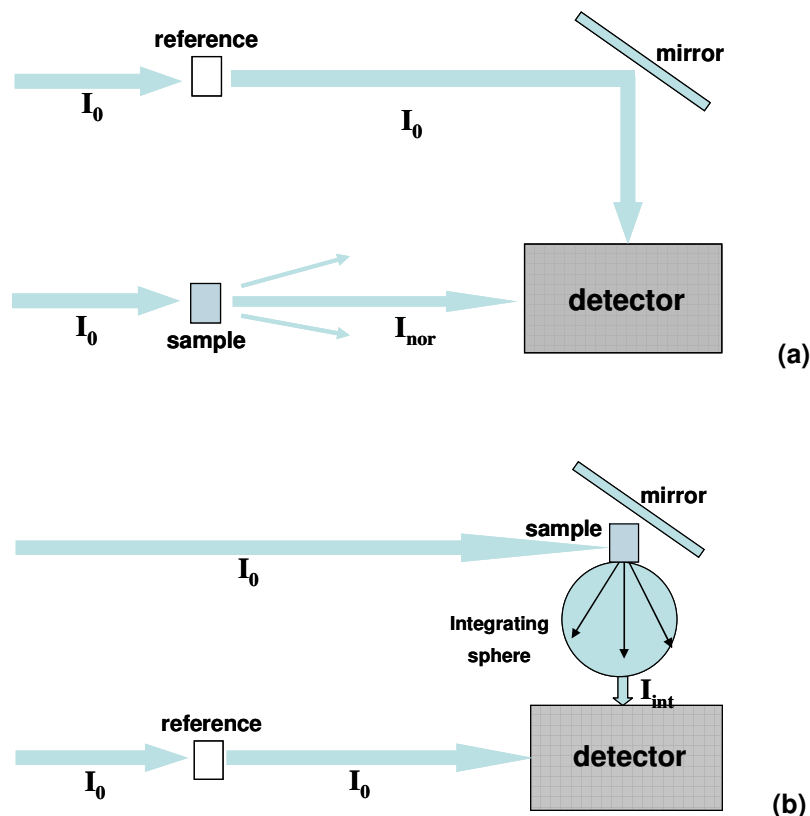 reference
mirror
I₀
I₀
detector
I₀
sample
Iₙₒᵣ
(a)
mirror
sample
I₀
Integrating
sphere
Iᵢₙₜ
reference
detector
I₀
I₀
(b)